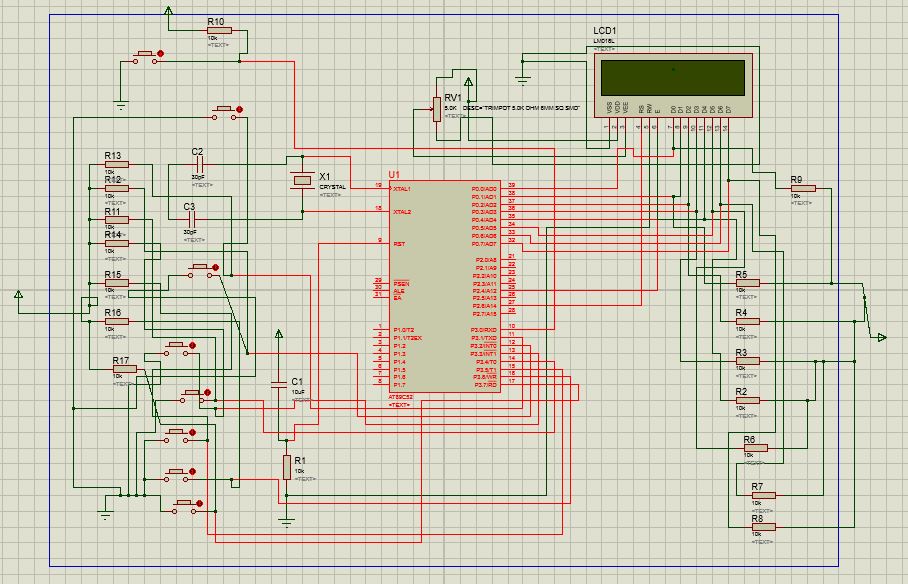 R10
10k
<TEXT>
LCD1
LM016L
<TEXT>
VSS
VDD
VEE
RS
RW
E
D0
D1
D2
D3
D4
D5
D6
D7
1
2
3
4
5
6
7
8
9
10
11
12
13
14
RV1
5.0K DESC="TRIMPOT 5.0K OHM 6MM SQ SMD"
<TEXT>
R13
10k
R12
10k
<TEXT>
R11
10k
R14
10k
<TEXT>
R15
10k
<TEXT>
R16
10k
<TEXT>
R17
10k
<TEXT>
C2
30pF
<TEXT>
C3
30pF
<TEXT>
X1
CRYSTAL
<TEXT>
U1
19 XTAL1
18 XTAL2
9 RST
29 PSEN
30 ALE
31 EA
1 P1.0/T2
2 P1.1/T2EX
3 P1.2
4 P1.3
5 P1.4
6 P1.5
7 P1.6
8 P1.7
P0.0/AD0 39
P0.1/AD1 38
P0.2/AD2 37
P0.3/AD3 36
P0.4/AD4 35
P0.5/AD5 34
P0.6/AD6 33
P0.7/AD7 32
P2.0/A8 21
P2.1/A9 22
P2.2/A10 23
P2.3/A11 24
P2.4/A12 25
P2.5/A13 26
P2.6/A14 27
P2.7/A15 28
P3.0/RXD 10
P3.1/TXD 11
P3.2/INT0 12
P3.3/INT1 13
P3.4/T0 14
P3.5/T1 15
P3.6/WR 16
P3.7/RD 17
AT89C52
<TEXT>
C1
10uF
<TEXT>
R1
10k
<TEXT>
R9
10k
<TEXT>
R5
10k
<TEXT>
R4
10k
<TEXT>
R3
10k
<TEXT>
R2
10k
<TEXT>
R6
10k
<TEXT>
R7
10k
<TEXT>
R8
10k
<TEXT>